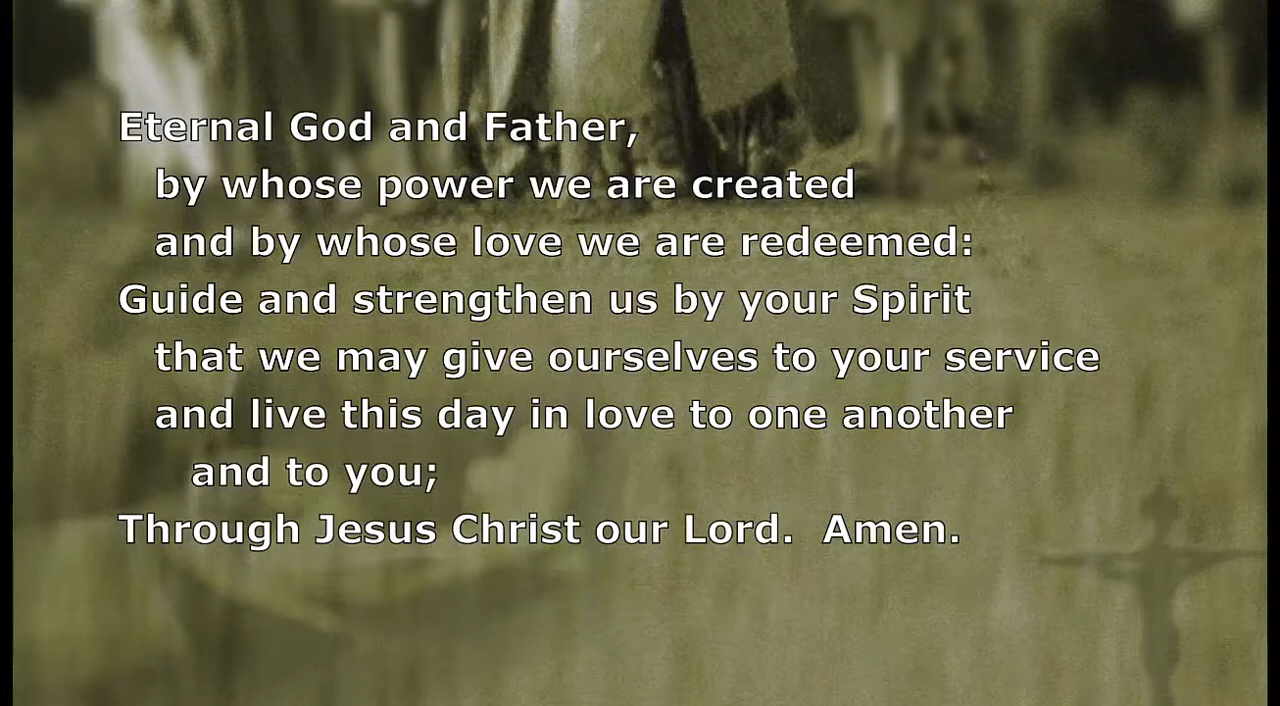 Eternal God and Father,
by whose power we are created
and by whose love we are redeemed:
Guide and strengthen us by your Spirit
that we may give ourselves to your service
and live this day in love to one another
and to you;
Through Jesus Christ our Lord.  Amen.